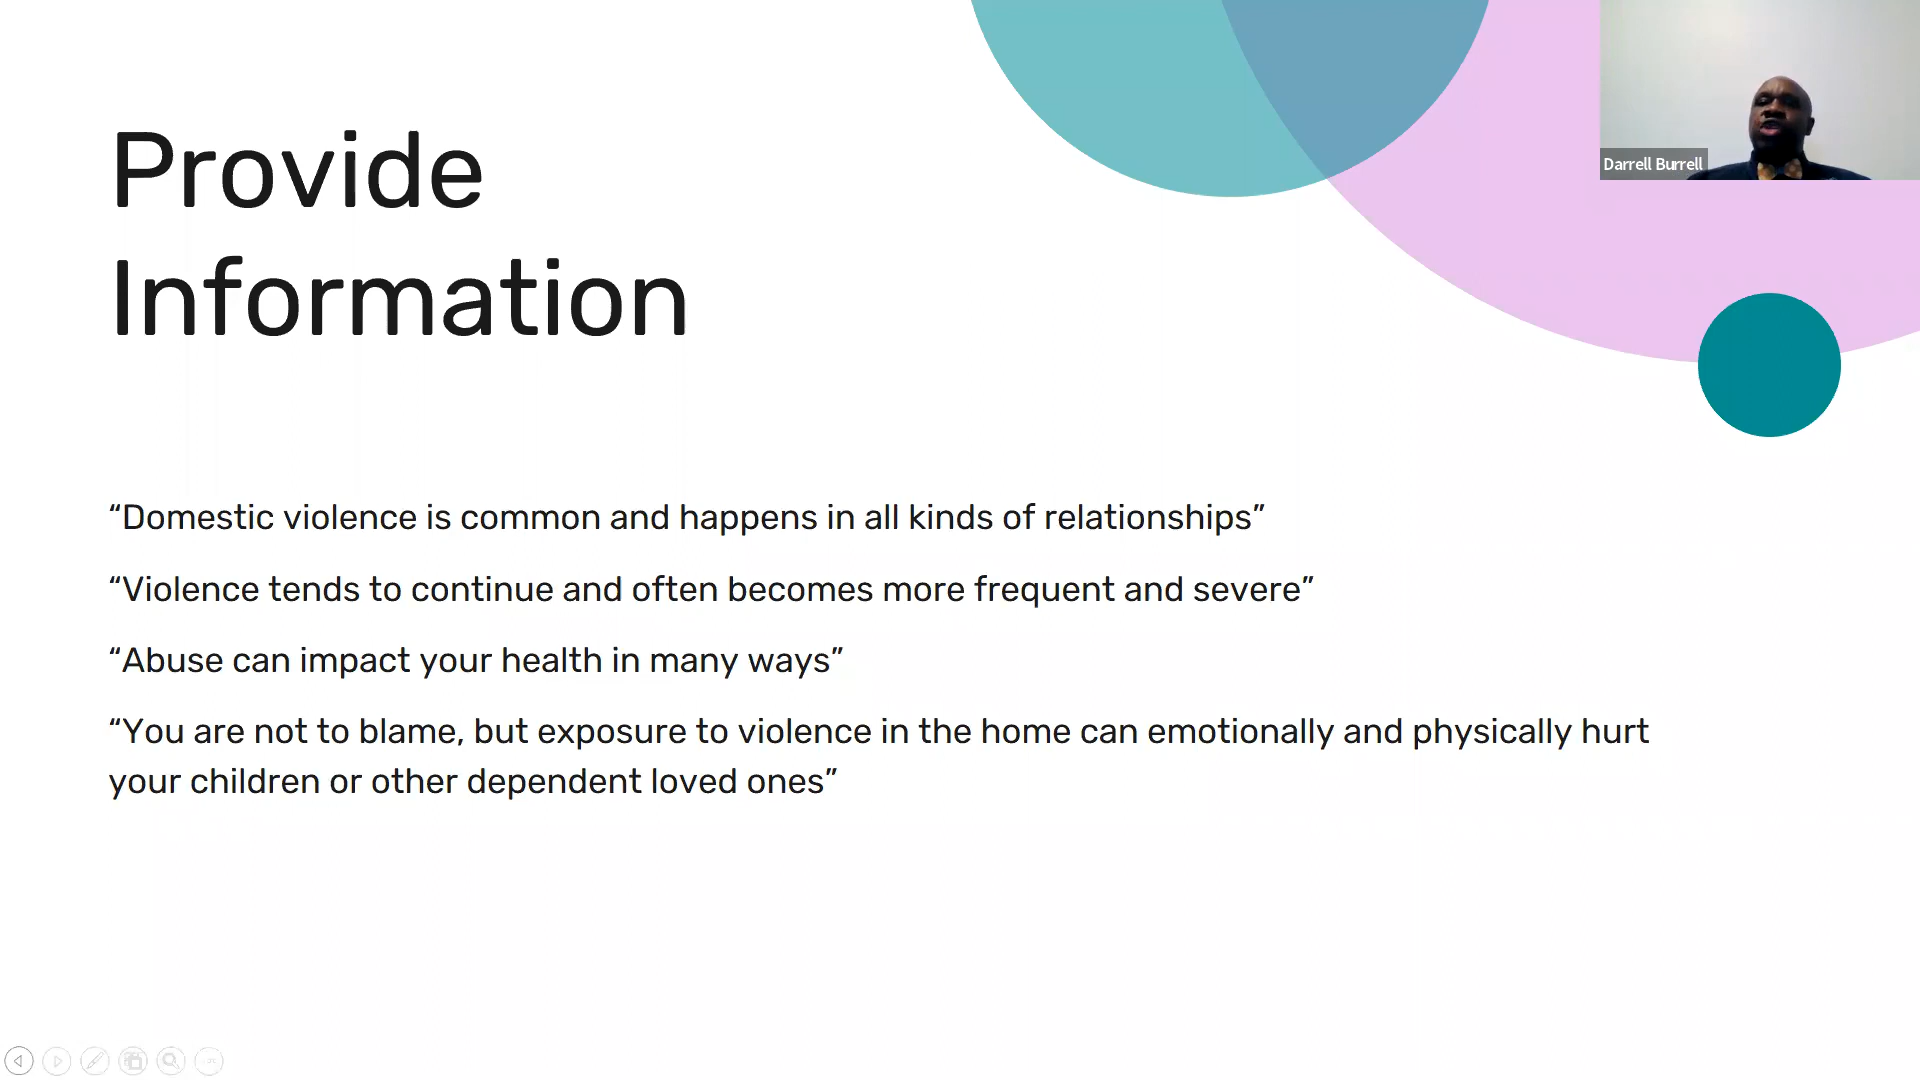 Provide
Information
Darrell Burrell
“Domestic violence is common and happens in all kinds of relationships”
“Violence tends to continue and often becomes more frequent and severe”
“Abuse can impact your health in many ways”
“You are not to blame, but exposure to violence in the home can emotionally and physically hurt
your children or other dependent loved ones”